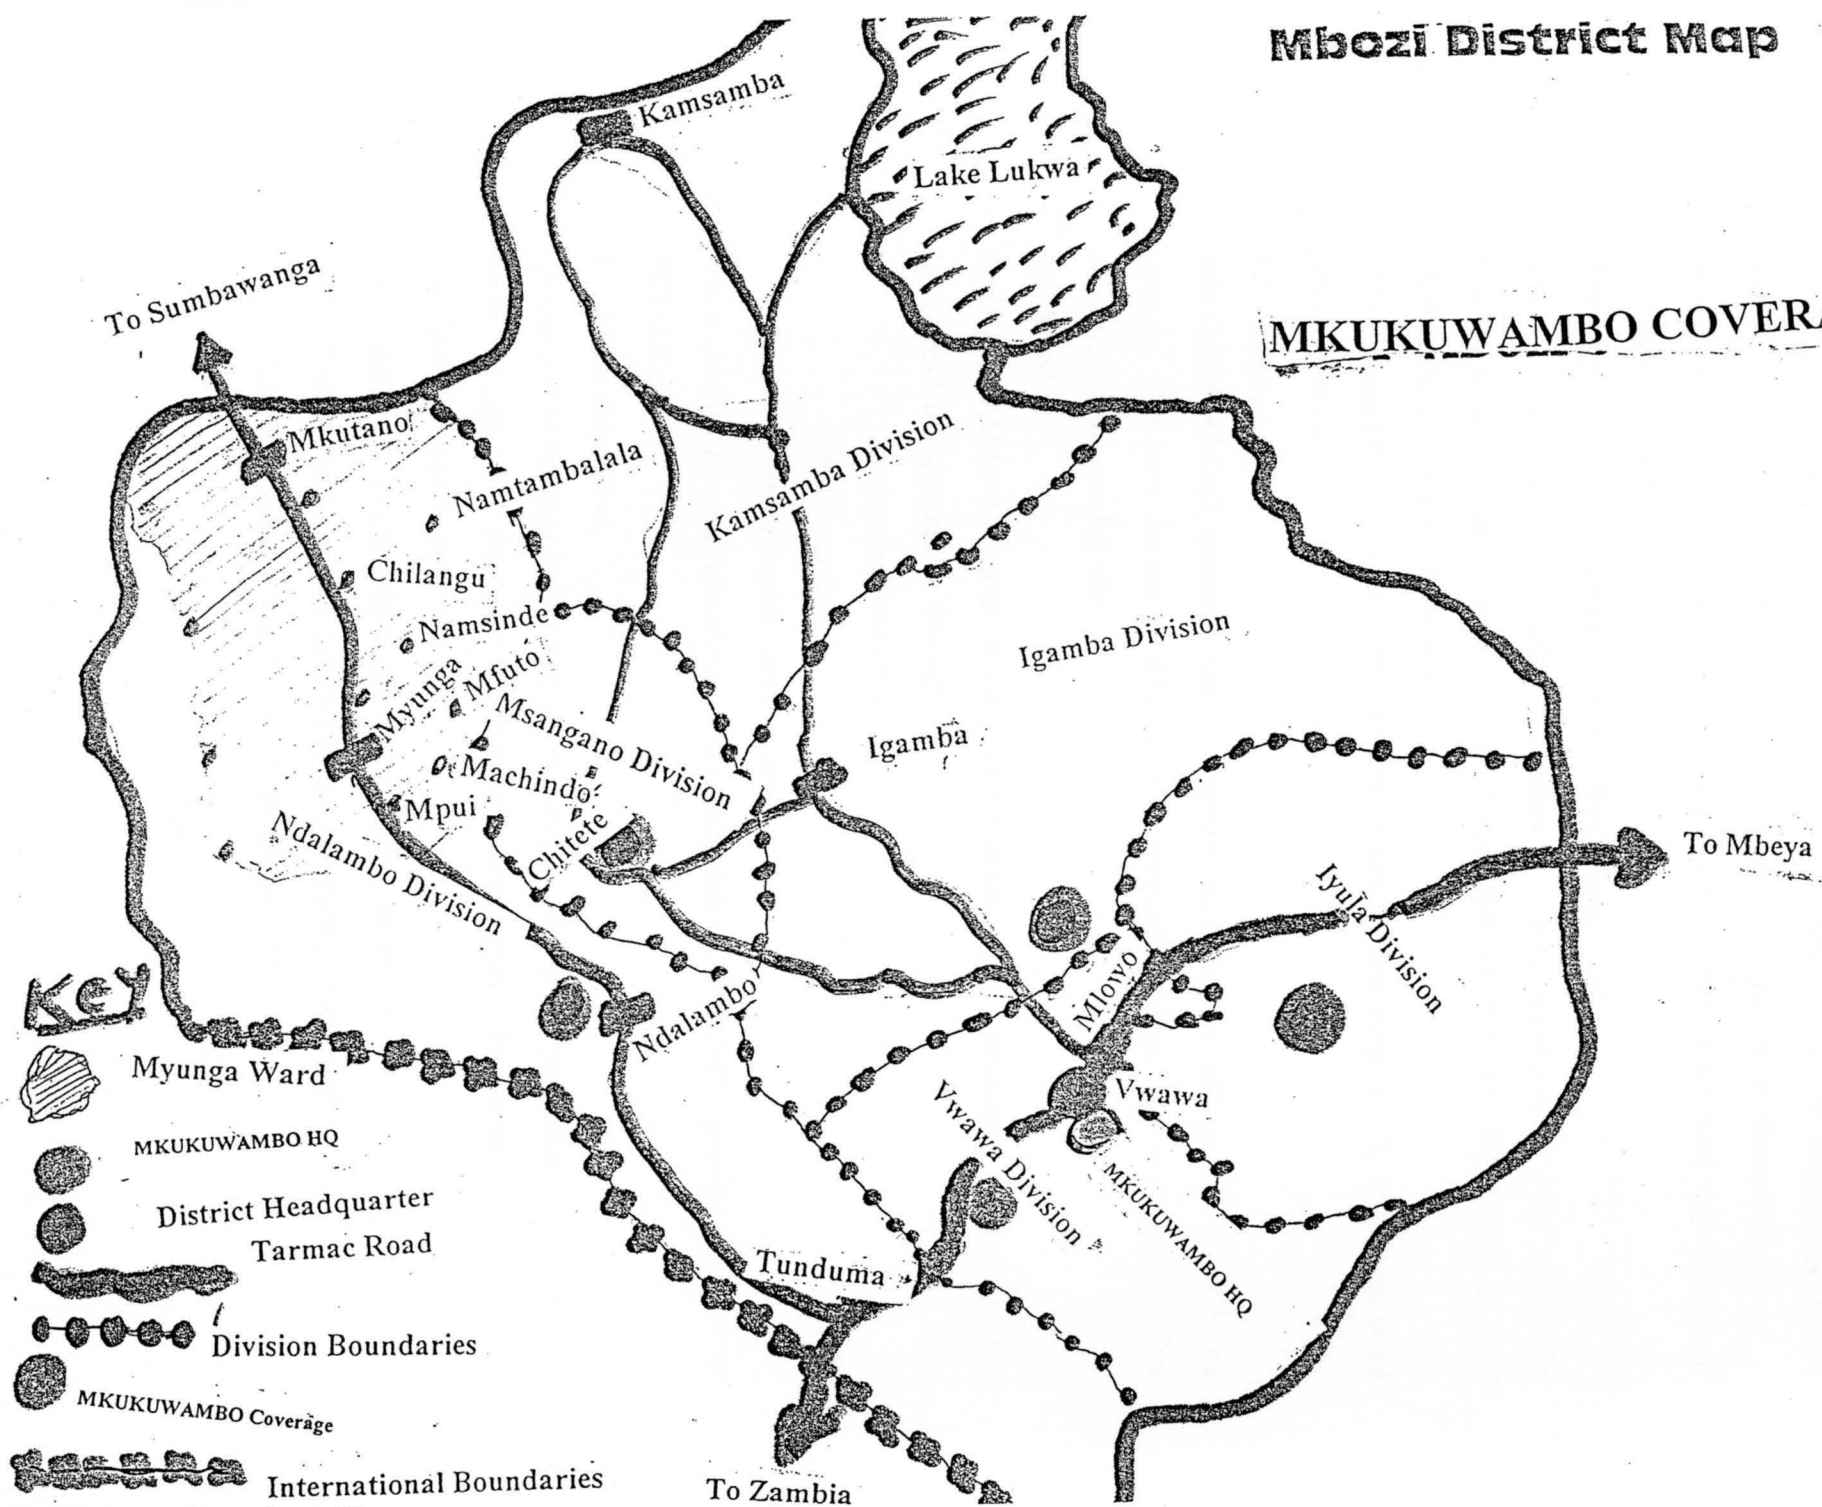 Mbozi District Map
Kamsamba
Lake Lukwa
To Sumbawanga
MKUKUWAMBO COVERA
Mkutano
Namtambalala
Kamsamba Division
Chilangu
Namsinde
Igamba Division
Myunga
Mfuto
Msangano Division
Igamba
Machindo
Mpui
Chitete
Ndalambo Division
To Mbeya
Iyula Division
Mlowo
Ndalambo
Vwawa
Vwawa Division
MKUKUWAMBO HQ
Tunduma
To Zambia
Key
Myunga Ward
MKUKUWAMBO HQ
District Headquarter
Tarmac Road
Division Boundaries
MKUKUWAMBO Coverage
International Boundaries